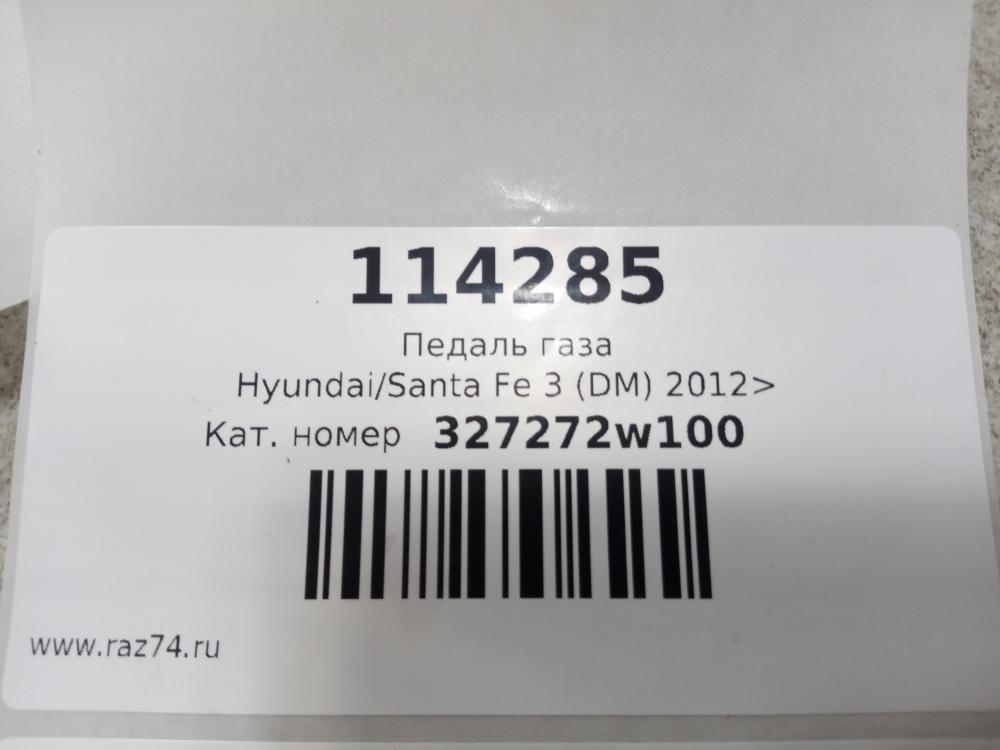 114285
Педаль газа
Hyundai/Santa Fe 3 (DM) 2012>
Кат. номер 327272w100
www.raz74.ru